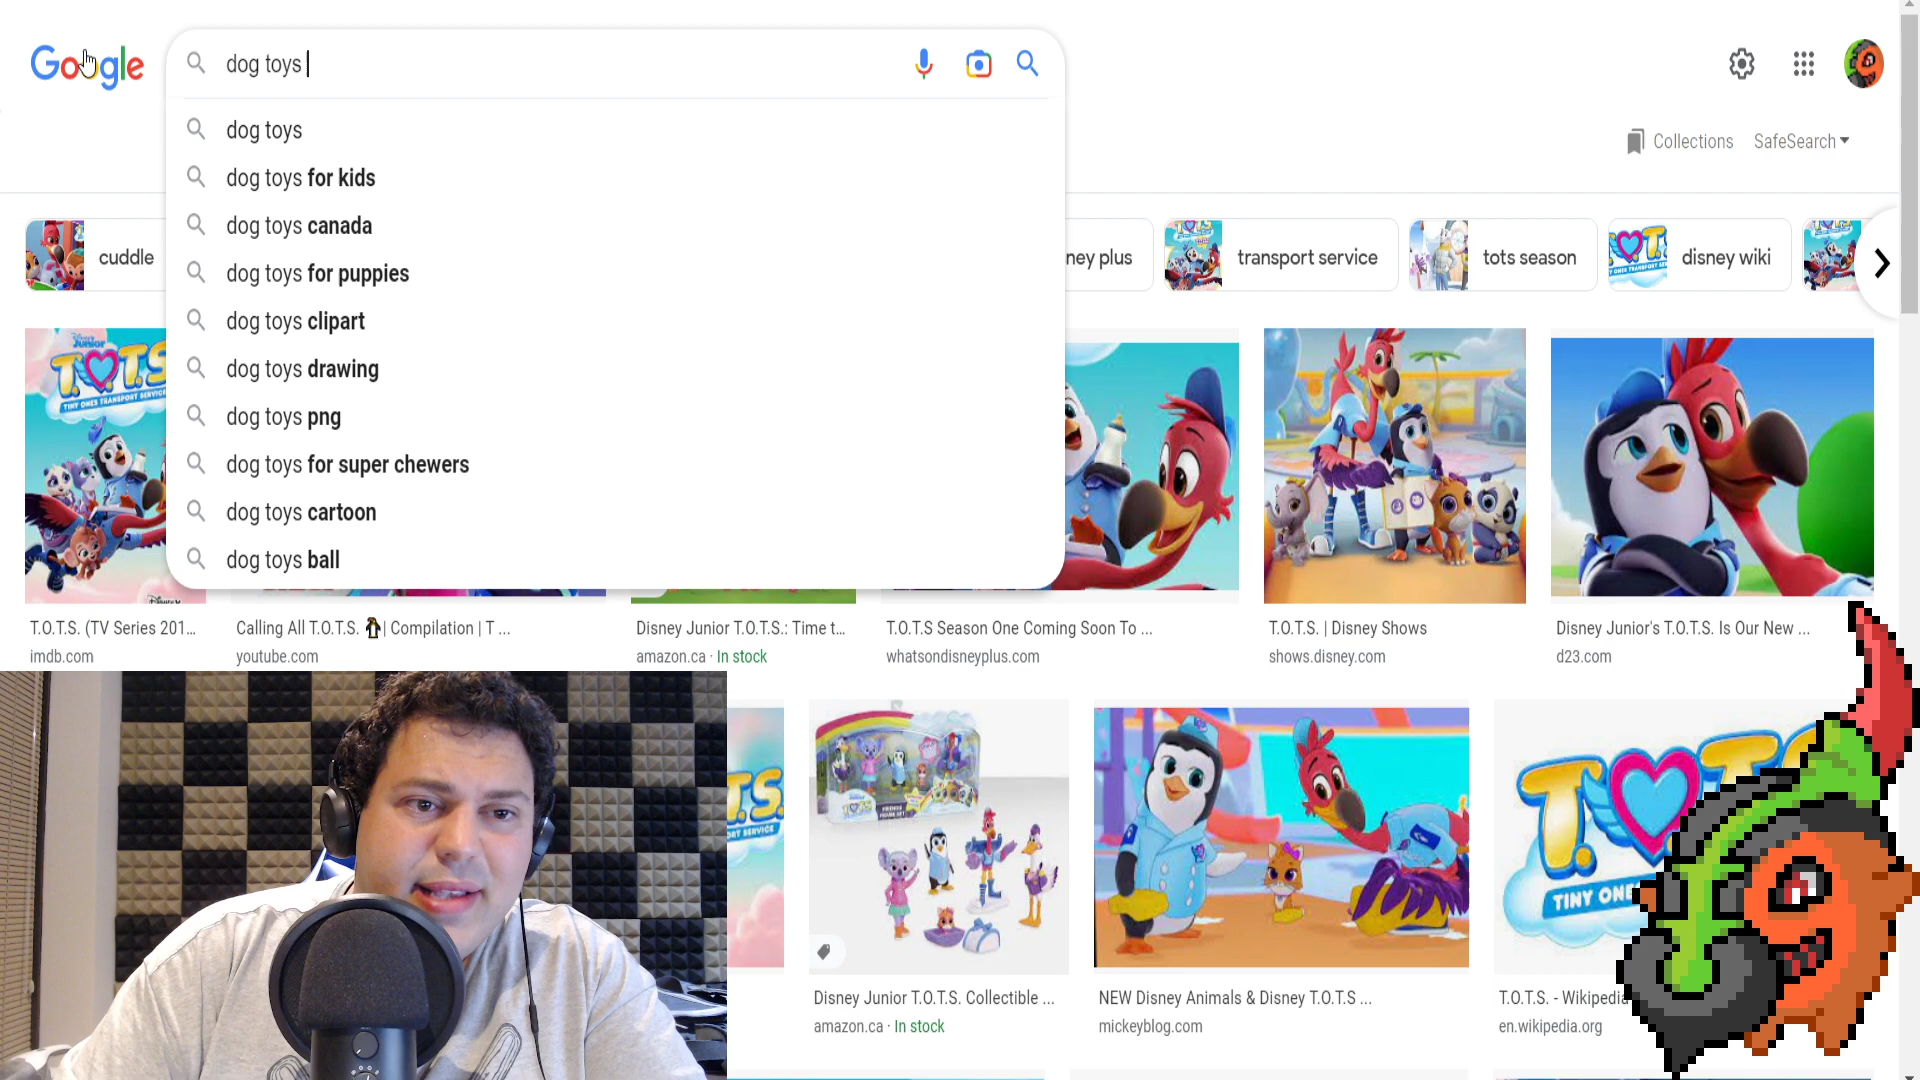 Google
dog toys
dog toys
dog toys for kids
dog toys canada
dog toys for puppies
dog toys clipart
dog toys drawing
dog toys png
dog toys for super chewers
dog toys cartoon
dog toys ball
Collections
SafeSearch
cuddle
ney plus
transport service
tots season
disney wiki
T.O.T.S. (TV Series 201...
imdb.com
Calling All T.O.T.S. | Compilation | T ...
youtube.com
Disney Junior T.O.T.S.: Time t...
amazon.ca · In stock
T.O.T.S Season One Coming Soon To ...
whatsondisneyplus.com
T.O.T.S. | Disney Shows
shows.disney.com
Disney Junior's T.O.T.S. Is Our New ...
d23.com
Disney Junior T.O.T.S. Collectible ...
amazon.ca · In stock
NEW Disney Animals & Disney T.O.T.S ...
mickeyblog.com
T.O.T.S. - Wikipedia
en.wikipedia.org